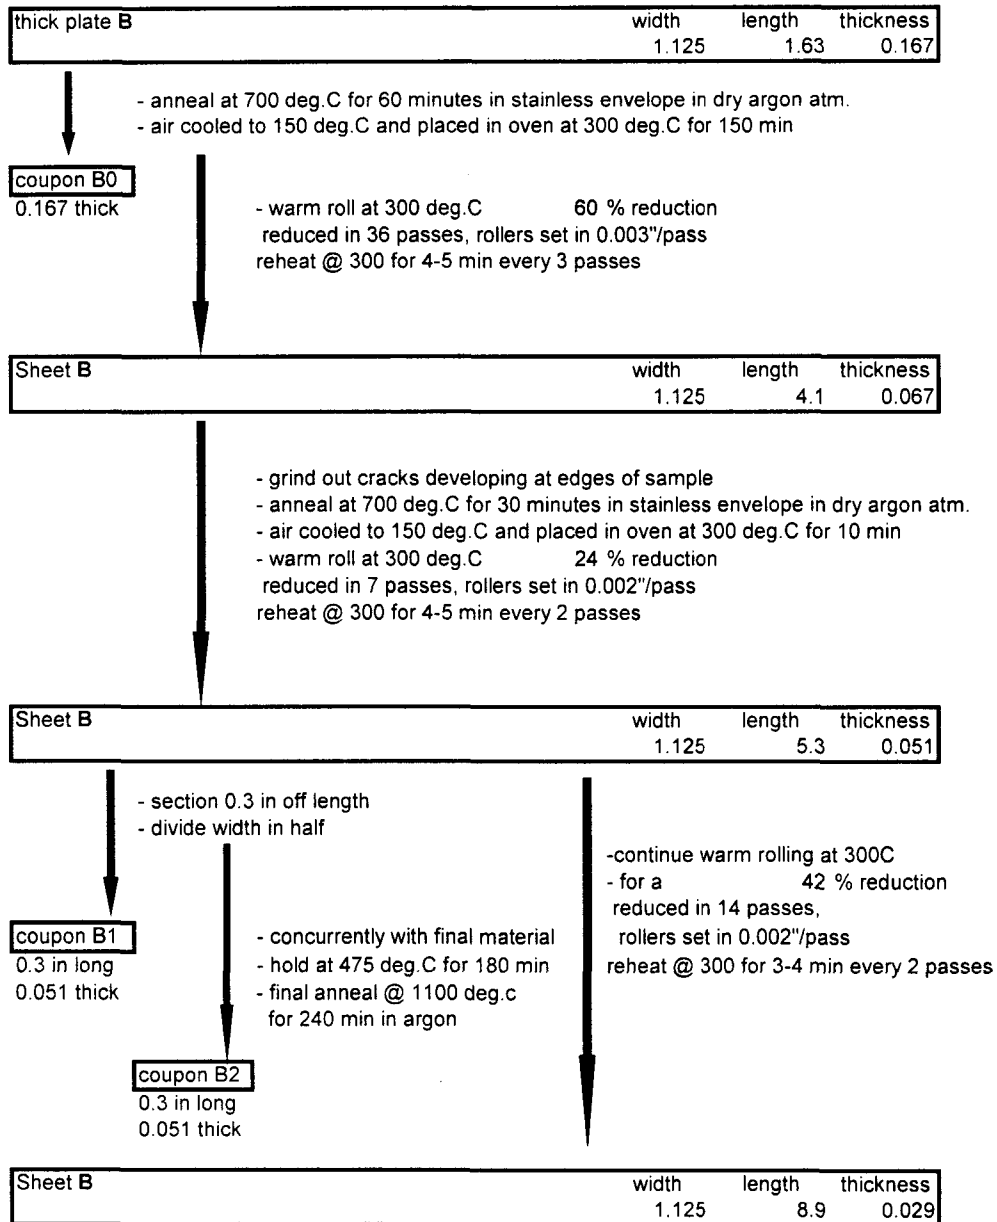 thick plate B width length thickness
1.125 1.63 0.167
- anneal at 700 deg.C for 60 minutes in stainless envelope in dry argon atm.
- air cooled to 150 deg.C and placed in oven at 300 deg.C for 150 min
coupon B0
0.167 thick
- warm roll at 300 deg.C 60 % reduction
reduced in 36 passes, rollers set in 0.003"/pass
reheat @ 300 for 4-5 min every 3 passes
Sheet B width length thickness
1.125 4.1 0.067
- grind out cracks developing at edges of sample
- anneal at 700 deg.C for 30 minutes in stainless envelope in dry argon atm.
- air cooled to 150 deg.C and placed in oven at 300 deg.C for 10 min
- warm roll at 300 deg.C 24 % reduction
reduced in 7 passes, rollers set in 0.002"/pass
reheat @ 300 for 4-5 min every 2 passes
Sheet B width length thickness
1.125 5.3 0.051
- section 0.3 in off length
- divide width in half
coupon B1
0.3 in long
0.051 thick
- concurrently with final material
- hold at 475 deg.C for 180 min
- final anneal @ 1100 deg.c
for 240 min in argon
coupon B2
0.3 in long
0.051 thick
-continue warm rolling at 300C
- for a 42 % reduction
reduced in 14 passes,
rollers set in 0.002"/pass
reheat @ 300 for 3-4 min every 2 passes
Sheet B width length thickness
1.125 8.9 0.029